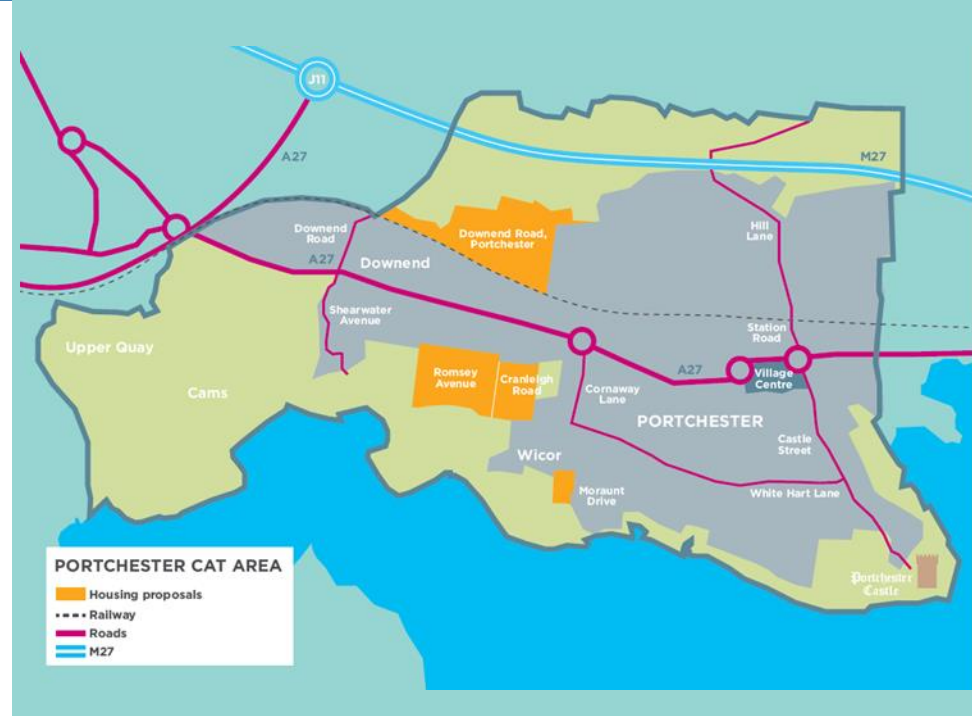 J11
A27
M27
Downend
Road
Downend Road,
Portchester
Hill
Lane
A27
Downend
Shearwater
Avenue
Upper Quay
Station
Road
Romsey
Avenue
Cranleigh
Road
A27
Village
Centre
Cams
Cornaway
Lane
PORTCHESTER
Castle
Street
Wicor
Moraunt
Drive
White Hart Lane
Portchester
Castle
PORTCHESTER CAT AREA
Housing proposals
Railway
Roads
M27